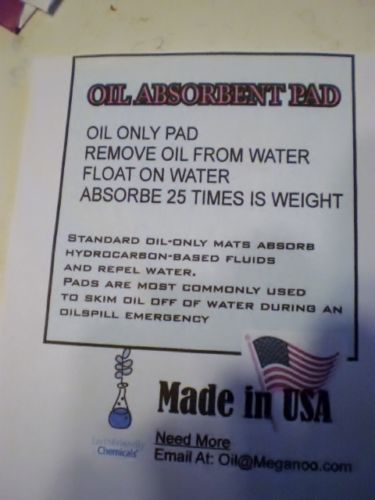 OIL ABSORBENT PAD
OIL ONLY PAD
REMOVE OIL FROM WATER
FLOAT ON WATER
ABSORBE 25 TIMES IS WEIGHT
STANDARD OIL-ONLY MATS ABSORB
HYDROCARBON-BASED FLUIDS
AND REPEL WATER.
PADS ARE MOST COMMONLY USED
TO SKIM OIL OFF OF WATER DURING AN
OILSPILL EMERGENCY
Made in USA
EarthFriendly
Chemicals
Need More
Email At: Oil@Meganoo.com